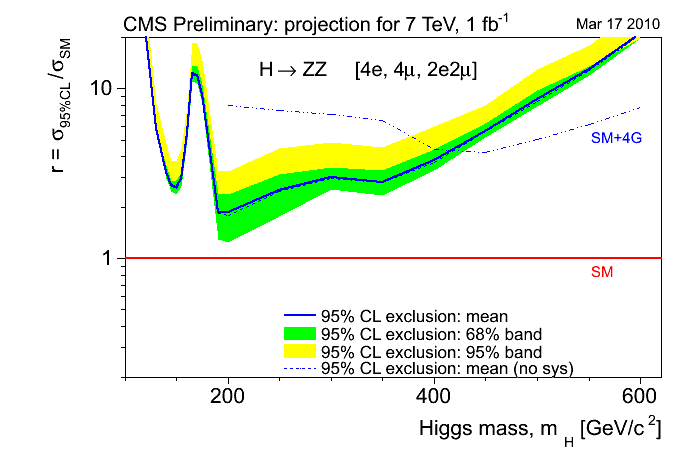 CMS Preliminary: projection for 7 TeV, 1 fb⁻¹
Mar 17 2010
H → ZZ [4e, 4μ, 2e2μ]
r = σ95%CL / σSM
10
1
SM+4G
SM
95% CL exclusion: mean
95% CL exclusion: 68% band
95% CL exclusion: 95% band
95% CL exclusion: mean (no sys)
200 400 600
Higgs mass, m H [GeV/c²]